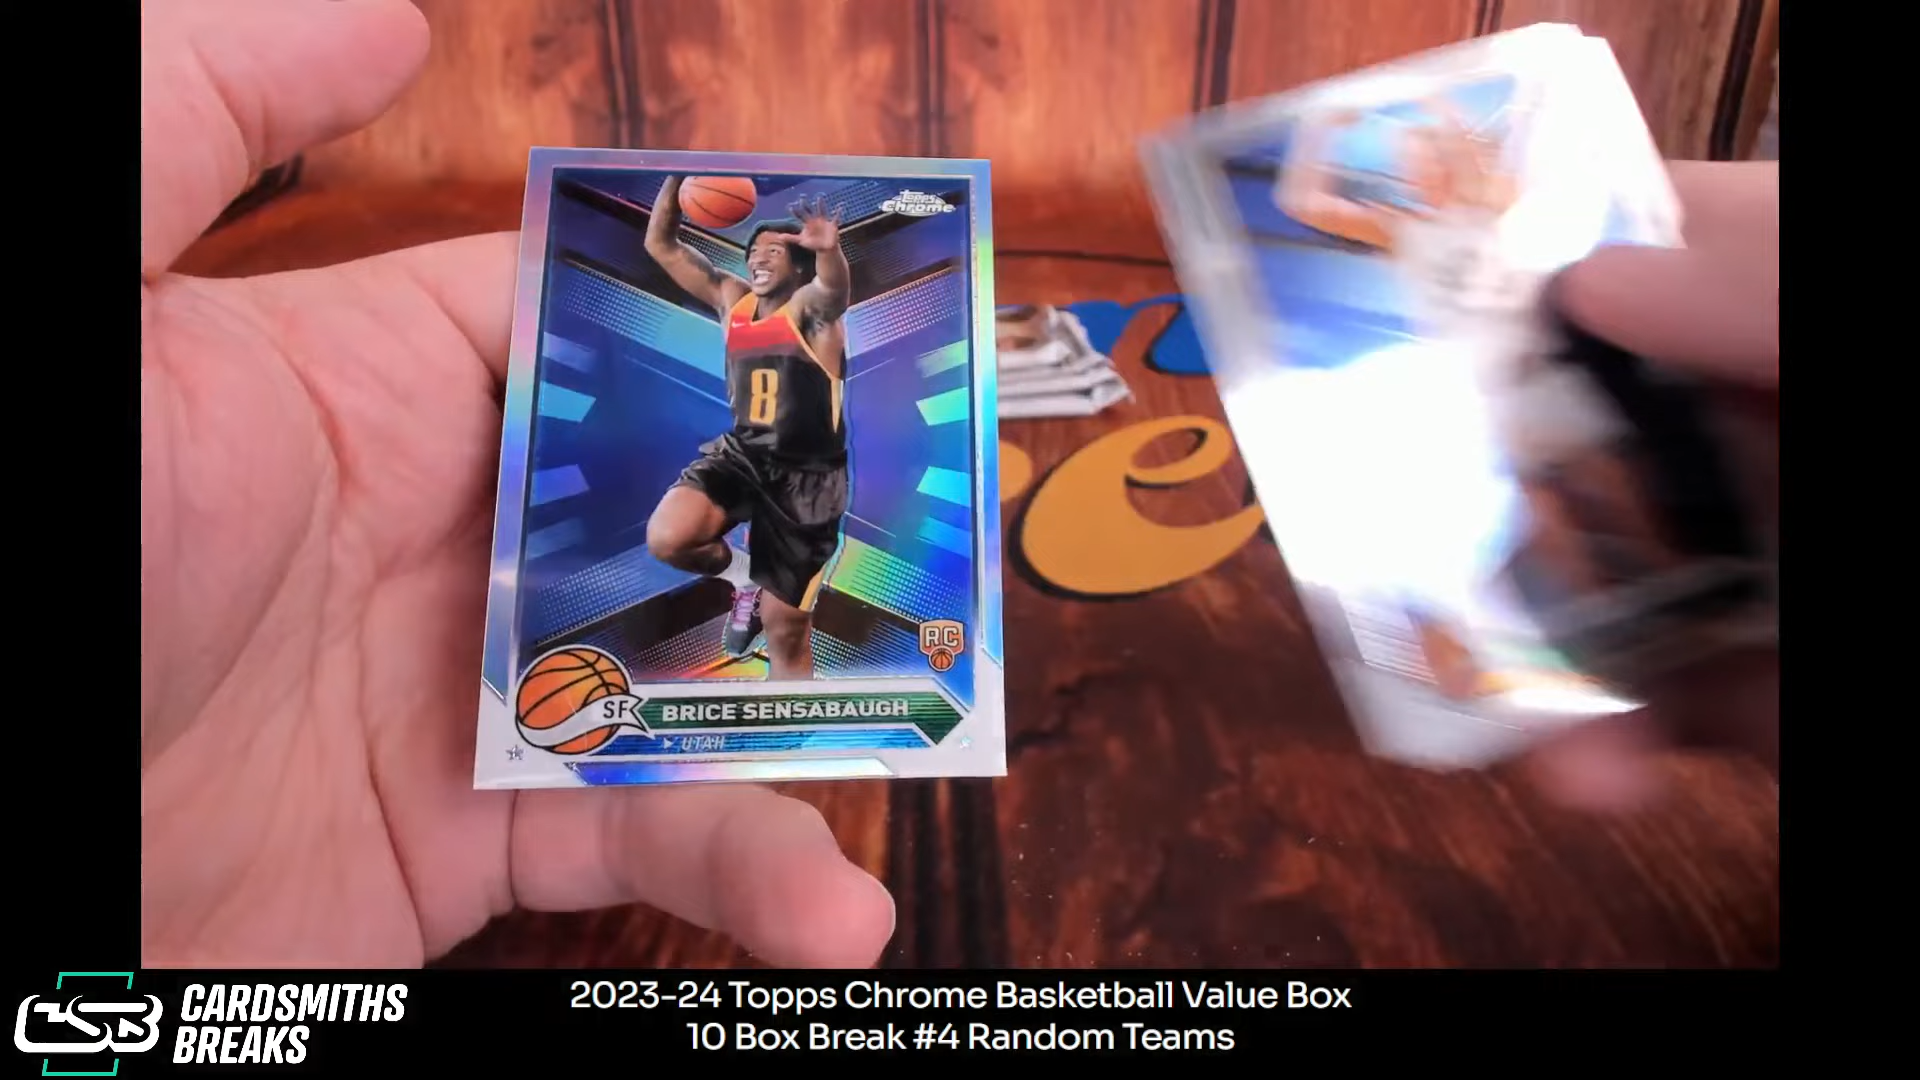 Topps
Chrome
8
RC
SF
BRICE SENSABAUGH
UTAH
CARDSMITHS
BREAKS
CSB
2023-24 Topps Chrome Basketball Value Box
10 Box Break #4 Random Teams